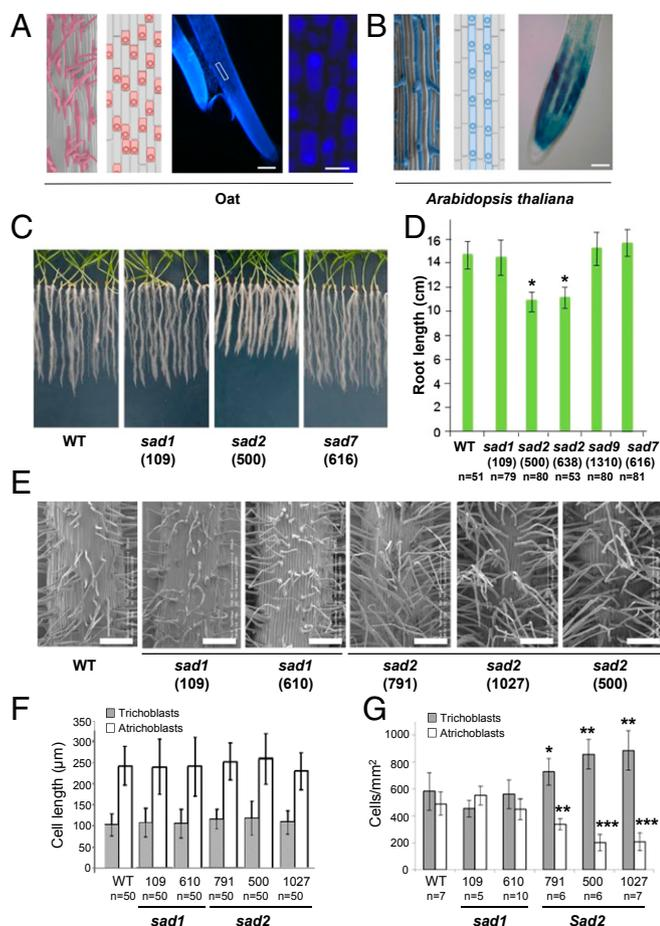 A
B
Oat
Arabidopsis thaliana
C
WT
sad1
(109)
sad2
(500)
sad7
(616)
D
Root length (cm)
16
14
12
10
8
6
4
2
0
* *
WT sad1 sad2 sad2 sad9 sad7
(109) (500) (638) (1310) (616)
n=51 n=79 n=80 n=53 n=80 n=81
E
WT
sad1
(109)
sad1
(610)
sad2
(791)
sad2
(1027)
sad2
(500)
F
Trichoblasts
Atrichoblasts
Cell length (µm)
350
300
250
200
150
100
50
0
WT 109 610 791 500 1027
n=50 n=50 n=50 n=50 n=50 n=50
sad1 sad2
G
Trichoblasts
Atrichoblasts
Cells/mm²
1000
800
600
400
200
0
* ** **
** *** ***
WT 109 610 791 500 1027
n=7 n=5 n=10 n=6 n=6 n=7
sad1 Sad2